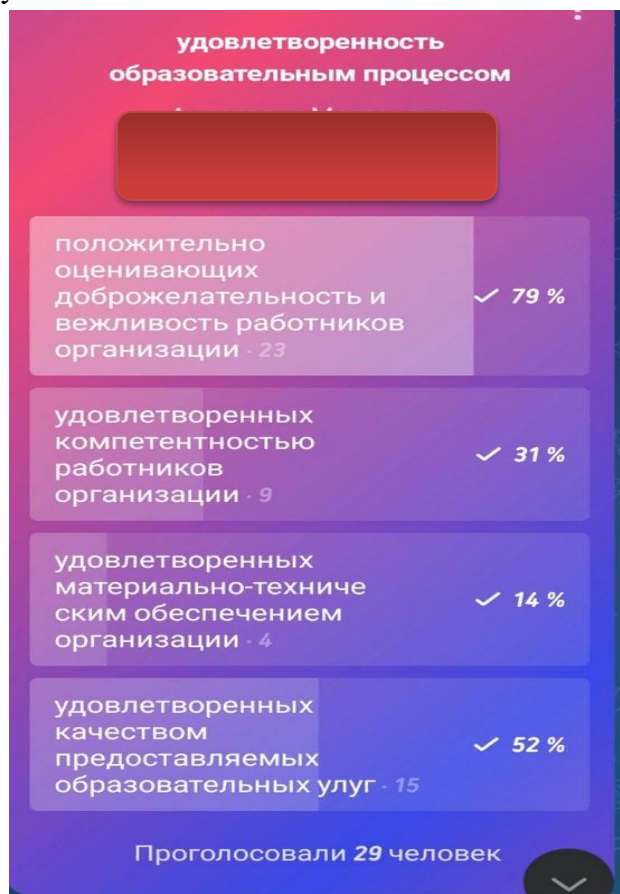 удовлетворенность
образовательным процессом
положительно
оценивающих
доброжелательность и
вежливость работников
организации · 23
79 %
удовлетворенных
компетентностью
работников
организации · 9
31 %
удовлетворенных
материально-техниче
ским обеспечением
организации · 4
14 %
удовлетворенных
качеством
предоставляемых
образовательных улуг · 15
52 %
Проголосовали 29 человек